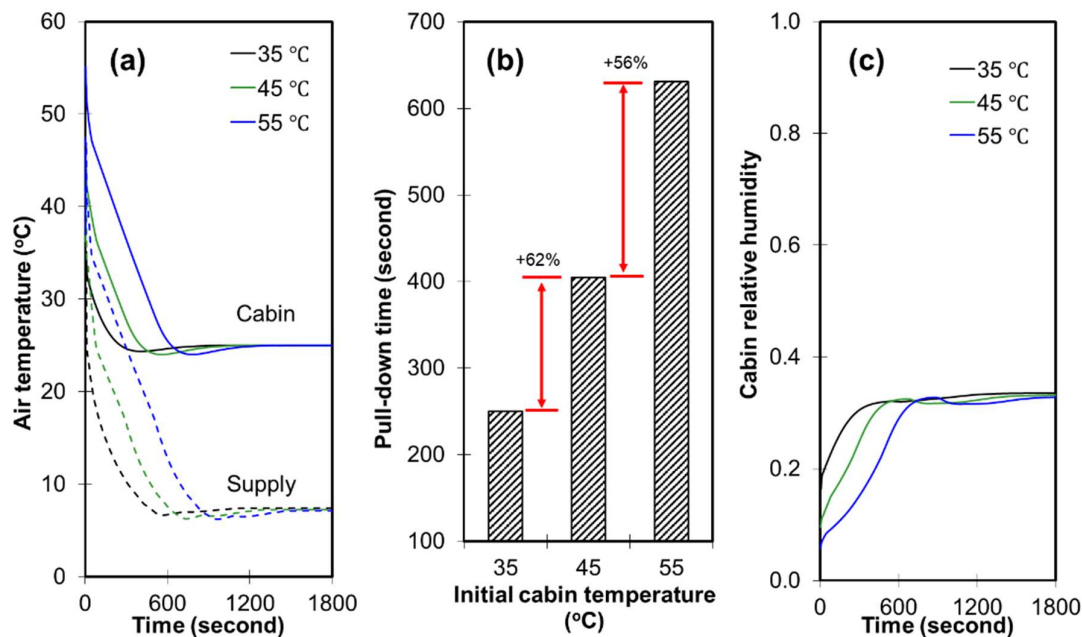 (a)
35 ℃
45 ℃
55 ℃
Cabin
Supply
60
50
40
30
20
10
0
0 600 1200 1800
Air temperature (ºC)
Time (second)
(b)
+62%
+56%
700
600
500
400
300
200
100
35 45 55
Pull-down time (second)
Initial cabin temperature
(ºC)
(c)
35 ℃
45 ℃
55 ℃
1.0
0.8
0.6
0.4
0.2
0.0
0 600 1200 1800
Cabin relative humidity
Time (second)